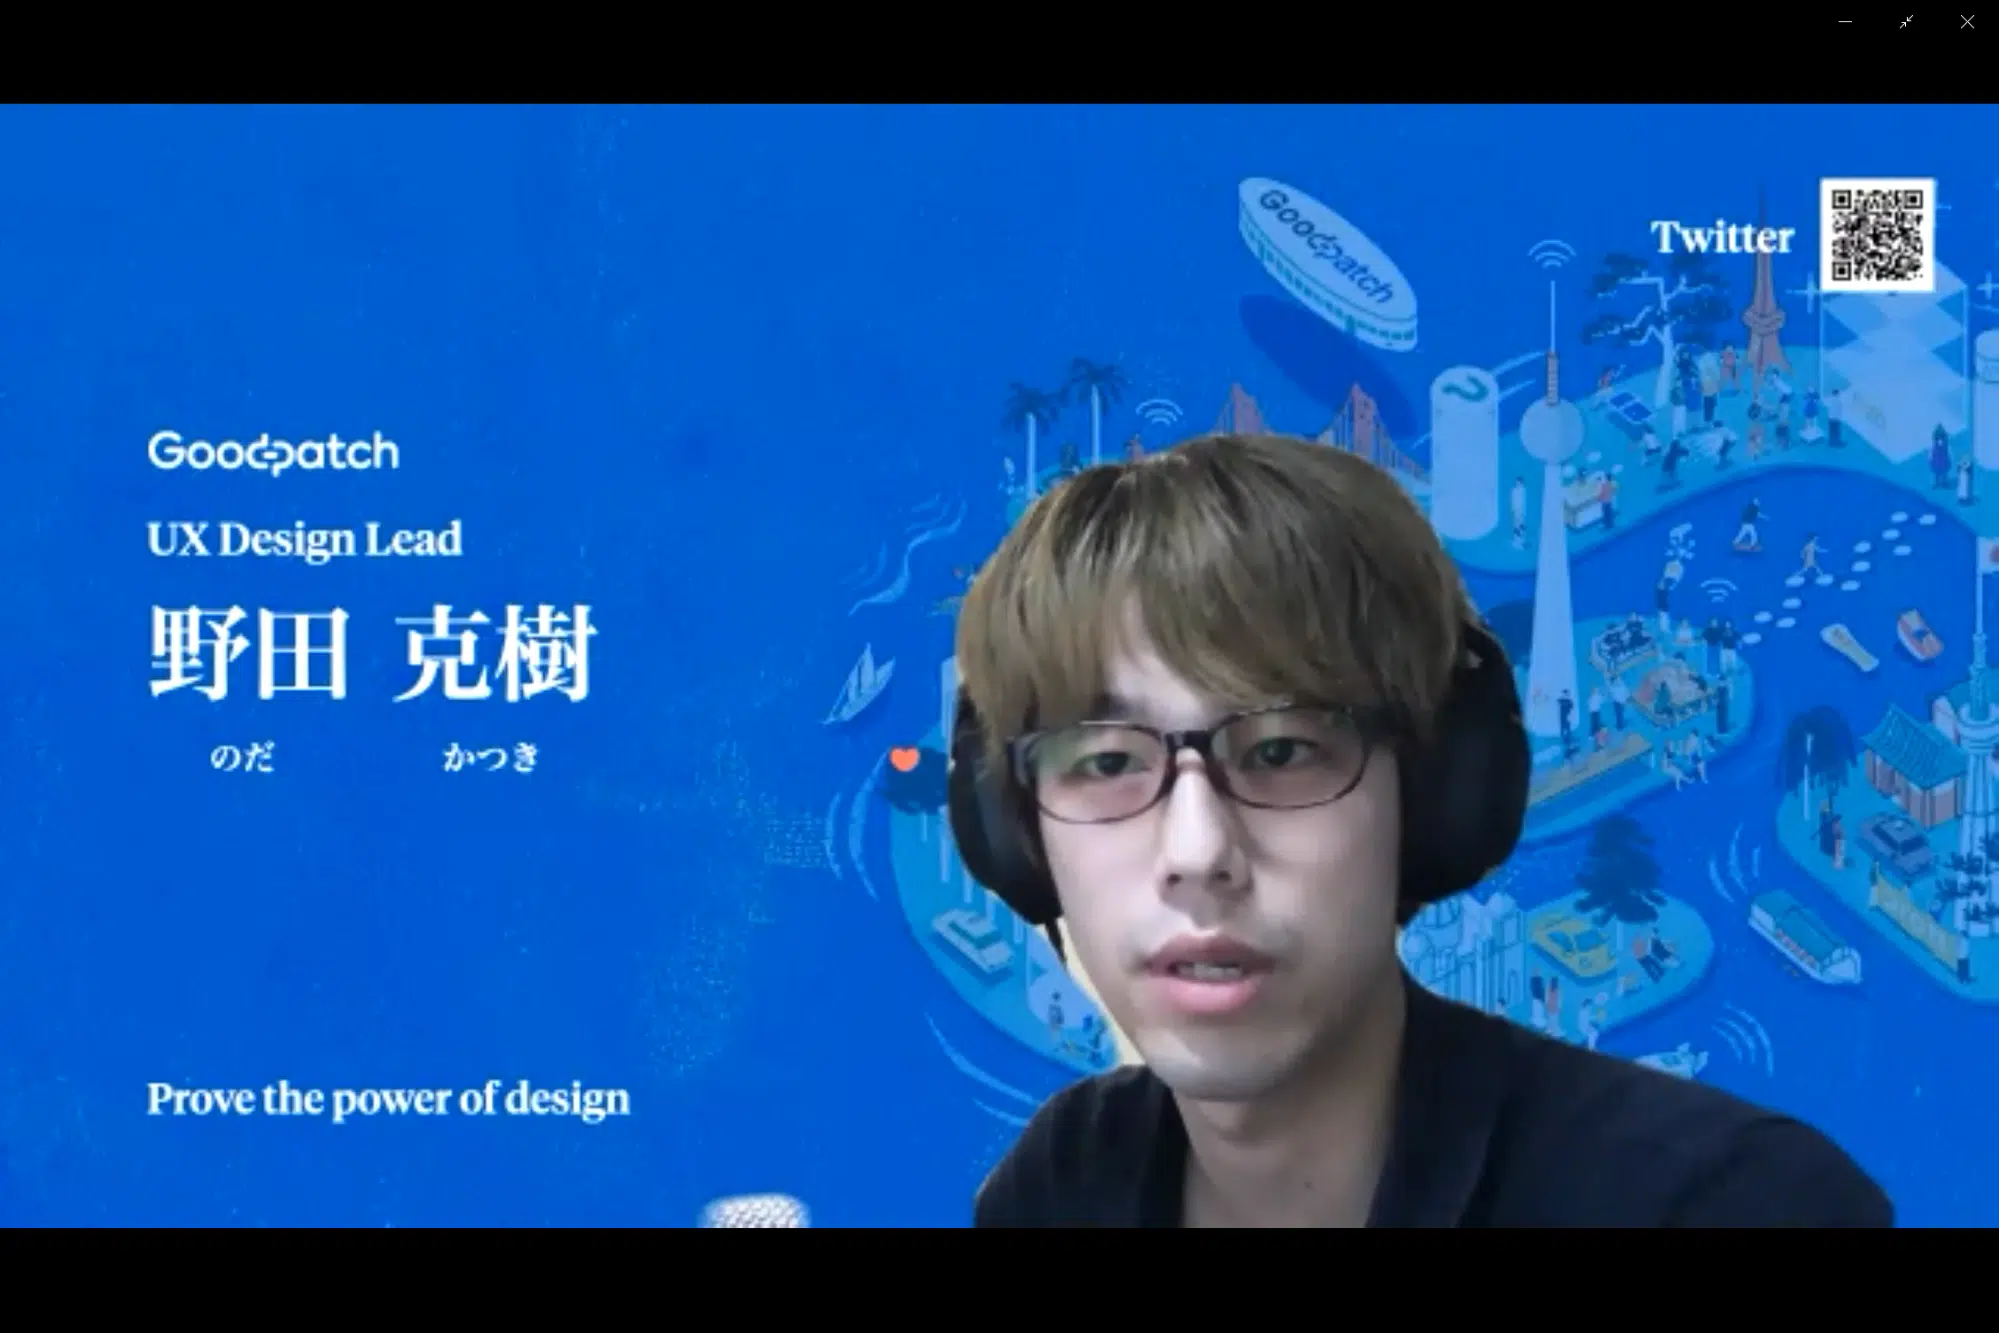 Goodpatch
Twitter
Goodpatch
UX Design Lead
野田 克樹
のだ かつき
Prove the power of design